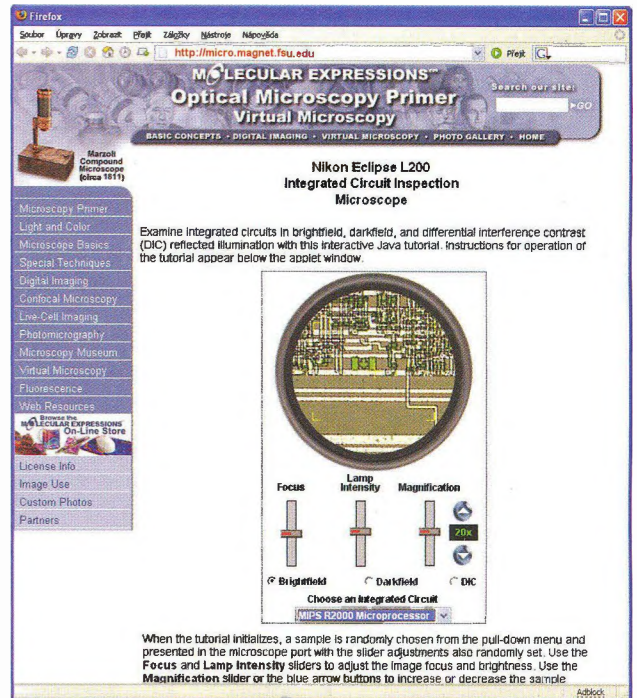 Firefox
Soubor Úpravy Zobrazit Přejít Záložky Nástroje Nápověda
http://micro.magnet.fsu.edu Přejít G
MOLECULAR EXPRESSIONS™
Optical Microscopy Primer
Virtual Microscopy
Search our site:
GO
BASIC CONCEPTS • DIGITAL IMAGING • VIRTUAL MICROSCOPY • PHOTO GALLERY • HOME
Marzoli
Compound
Microscope
(circa 1811)
Microscopy Primer
Light and Color
Microscope Basics
Special Techniques
Digital Imaging
Confocal Microscopy
Live-Cell Imaging
Photomicrography
Microscopy Museum
Virtual Microscopy
Fluorescence
Web Resources
Browse the
MOLECULAR EXPRESSIONS
On-Line Store
License Info
Image Use
Custom Photos
Partners
Nikon Eclipse L200
Integrated Circuit Inspection
Microscope
Examine integrated circuits in brightfield, darkfield, and differential interference contrast
(DIC) reflected illumination with this interactive Java tutorial. Instructions for operation of
the tutorial appear below the applet window.
Focus Lamp Intensity Magnification
20x
Brightfield Darkfield DIC
Choose an Integrated Circuit
MIPS R2000 Microprocessor
When the tutorial initializes, a sample is randomly chosen from the pull-down menu and
presented in the microscope port with the slider adjustments also randomly set. Use the
Focus and Lamp Intensity sliders to adjust the image focus and brightness. Use the
Magnification slider or the blue arrow buttons to increase or decrease the sample
Adblock